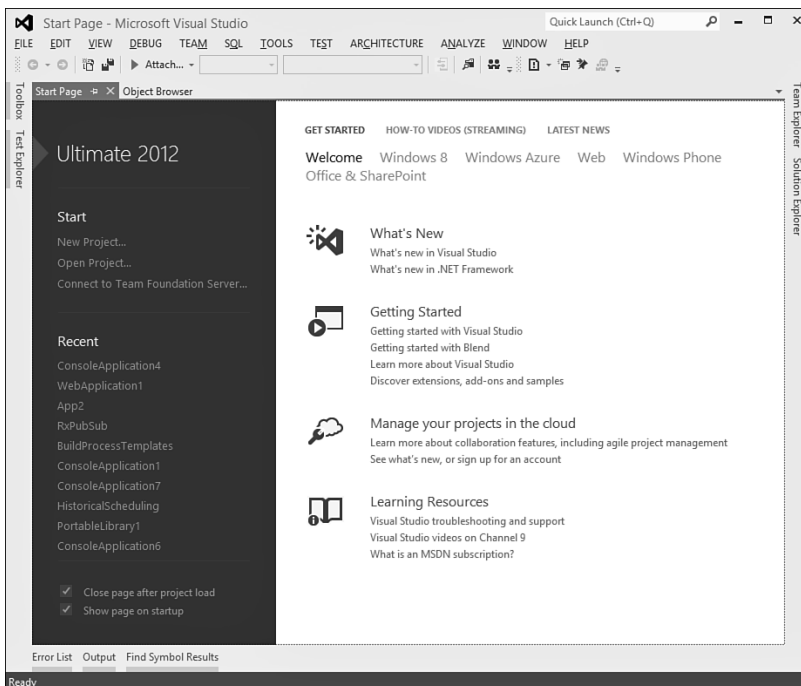 Start Page - Microsoft Visual Studio
Quick Launch (Ctrl+Q)
FILE EDIT VIEW DEBUG TEAM SQL TOOLS TEST ARCHITECTURE ANALYZE WINDOW HELP
Attach...
Toolbox
Test Explorer
Start Page
Object Browser
Team Explorer
Solution Explorer
Ultimate 2012
Start
New Project...
Open Project...
Connect to Team Foundation Server...
Recent
ConsoleApplication4
WebApplication1
App2
RxPubSub
BuildProcessTemplates
ConsoleApplication1
ConsoleApplication7
HistoricalScheduling
PortableLibrary1
ConsoleApplication6
Close page after project load
Show page on startup
GET STARTED HOW-TO VIDEOS (STREAMING) LATEST NEWS
Welcome Windows 8 Windows Azure Web Windows Phone
Office & SharePoint
What's New
What's new in Visual Studio
What's new in .NET Framework
Getting Started
Getting started with Visual Studio
Getting started with Blend
Learn more about Visual Studio
Discover extensions, add-ons and samples
Manage your projects in the cloud
Learn more about collaboration features, including agile project management
See what's new, or sign up for an account
Learning Resources
Visual Studio troubleshooting and support
Visual Studio videos on Channel 9
What is an MSDN subscription?
Error List Output Find Symbol Results
Ready